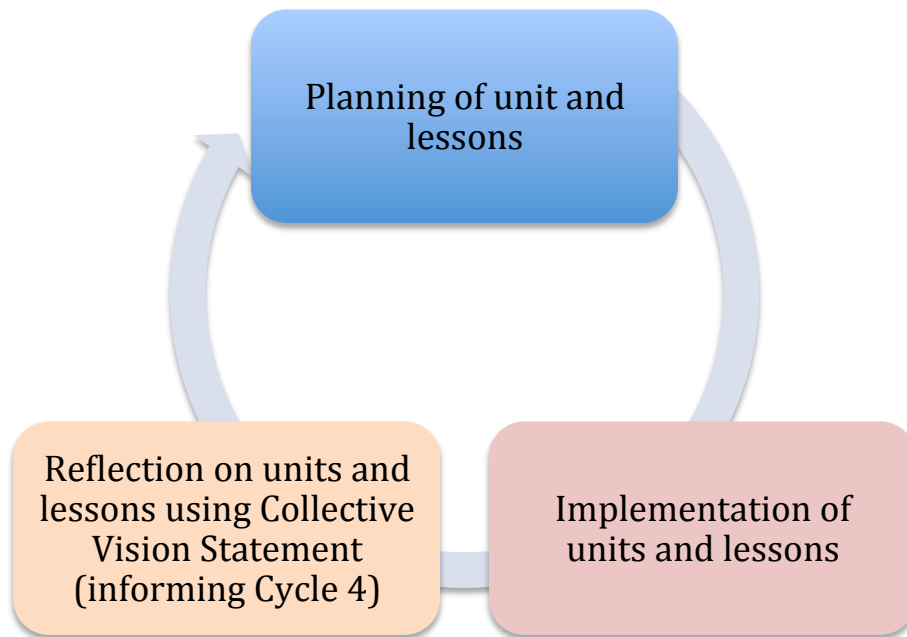 Planning of unit and
lessons
Reflection on units and
lessons using Collective
Vision Statement
(informing Cycle 4)
Implementation of
units and lessons